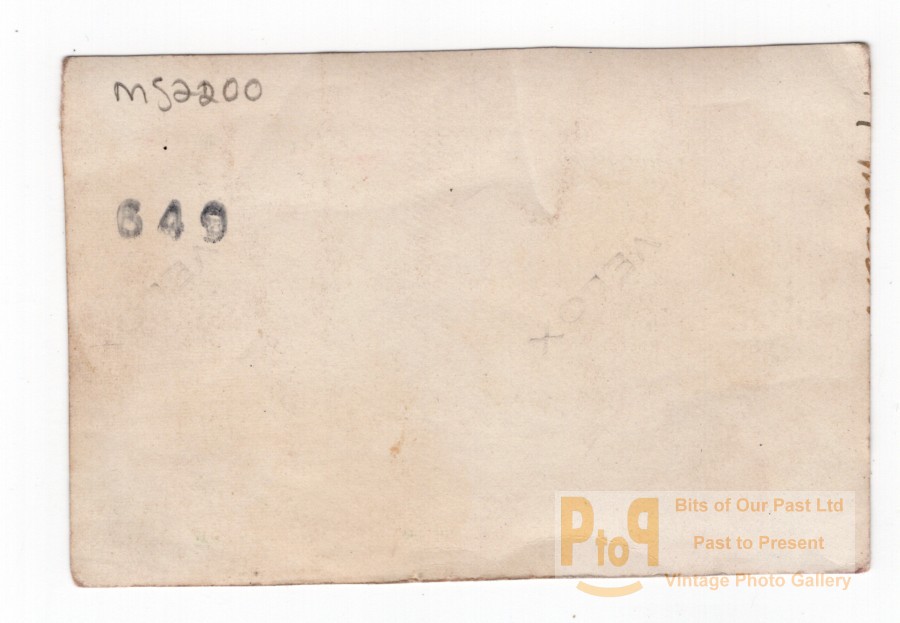 ms2200
649
VELOX
PtoP
Bits of Our Past Ltd
Past to Present
Vintage Photo Gallery